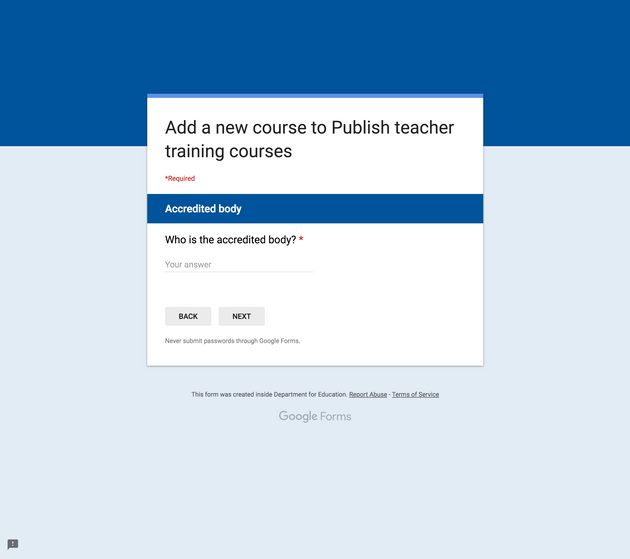 Add a new course to Publish teacher
training courses
*Required
Accredited body
Who is the accredited body? *
Your answer
BACK
NEXT
Never submit passwords through Google Forms.
This form was created inside Department for Education. Report Abuse - Terms of Service
Google Forms
!